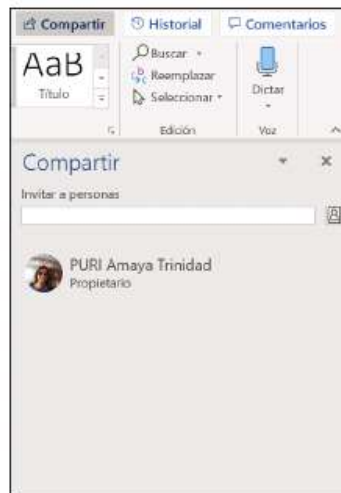 Compartir Historial Comentarios
AaB Buscar
Reemplazar
Título Seleccionar Dictar
Edición Voz
Compartir
Invitar a personas
PURI Amaya Trinidad
Propietario